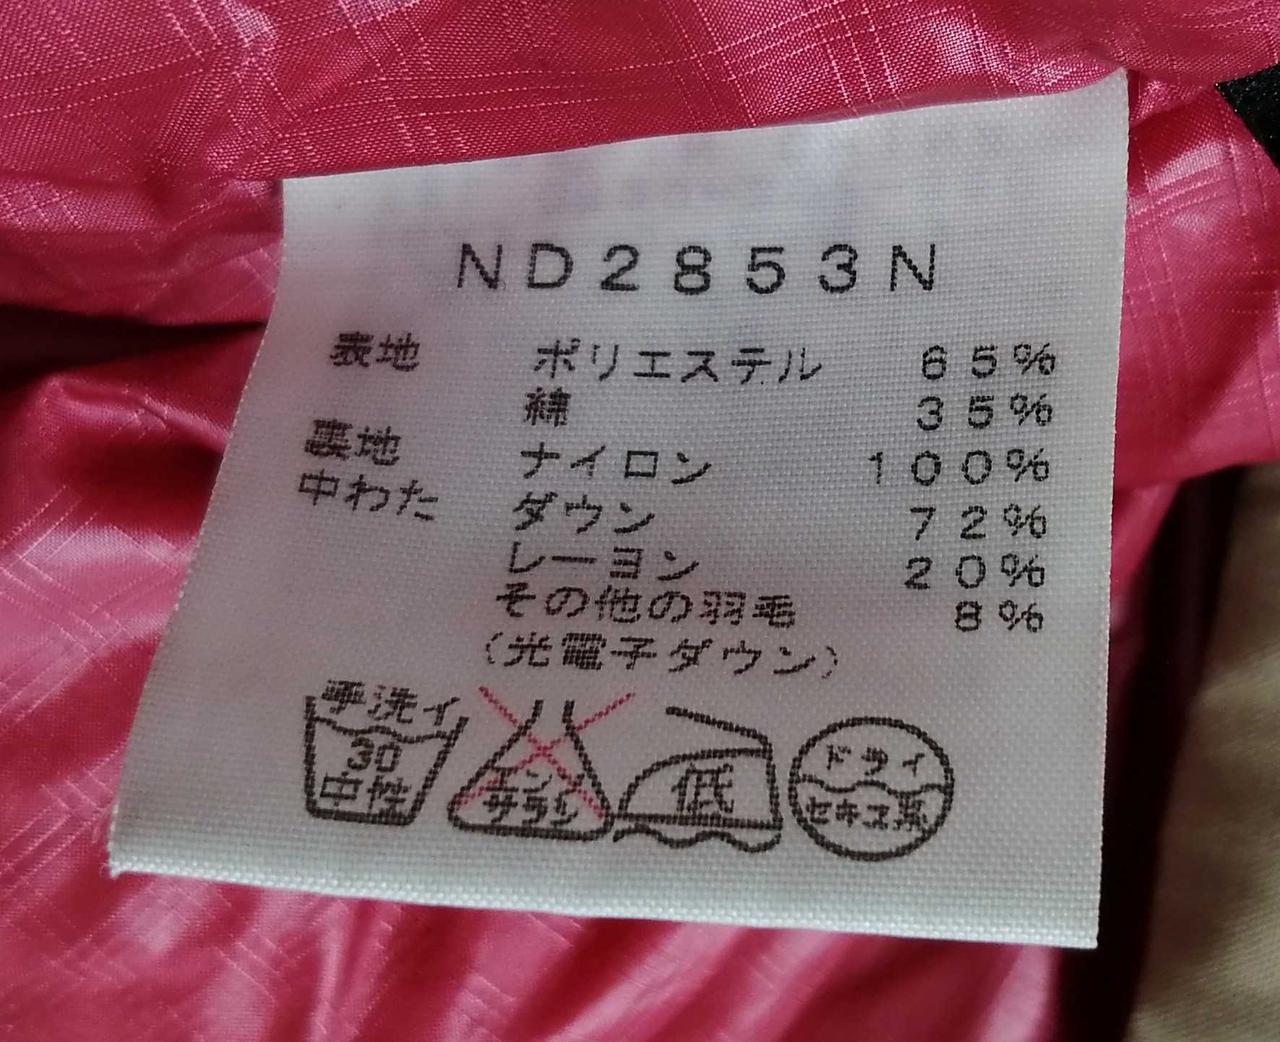 ND2853N
表地 ポリエステル 65%
綿 35%
裏地 ナイロン 100%
中わた ダウン 72%
レーヨン 20%
その他の羽毛 8%
(光電子ダウン)
手洗イ 30 中性
エンソ サラシ
低
ドライ セキユ系